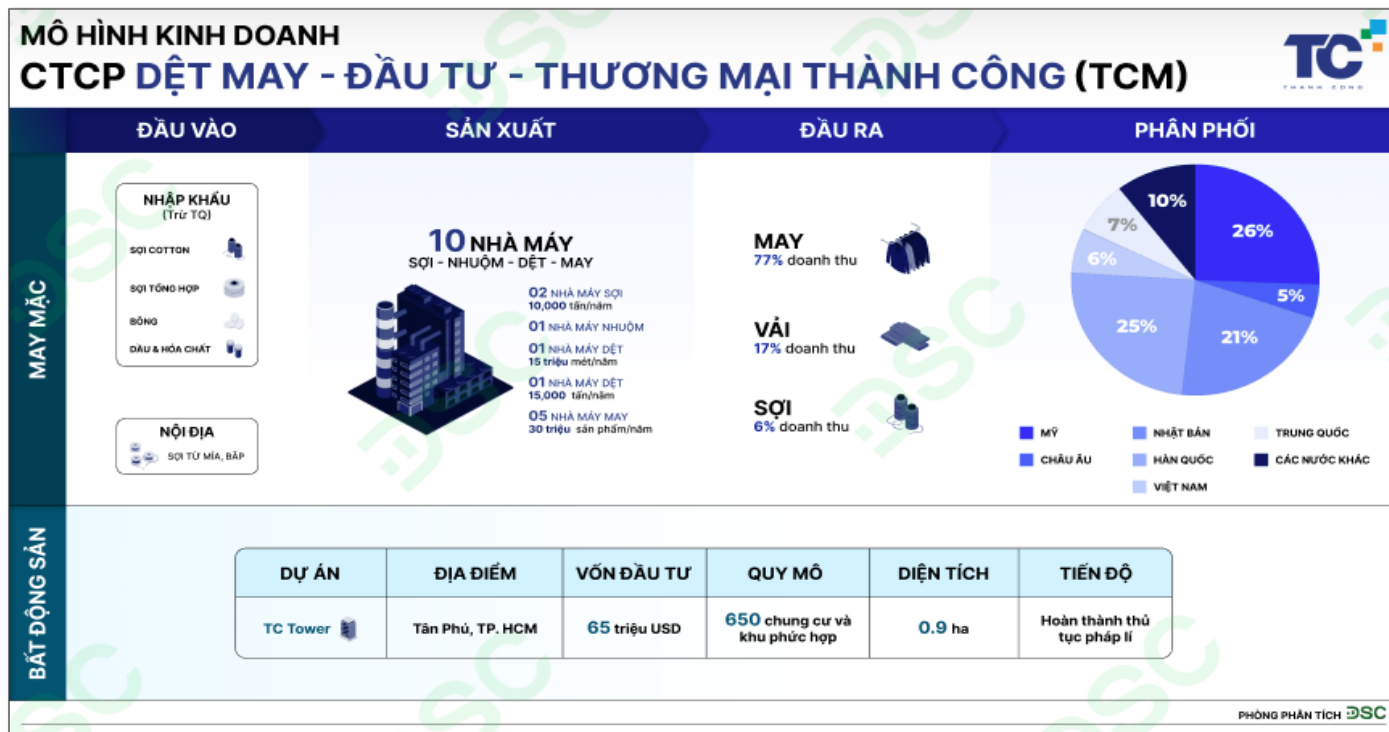 MÔ HÌNH KINH DOANH
CTCP DỆT MAY - ĐẦU TƯ - THƯƠNG MẠI THÀNH CÔNG (TCM)
TC
THANH CONG
ĐẦU VÀO
SẢN XUẤT
ĐẦU RA
PHÂN PHỐI
MAY MẶC
NHẬP KHẨU
(Trừ TQ)
SỢI COTTON
SỢI TỔNG HỢP
BÔNG
DẦU & HÓA CHẤT
NỘI ĐỊA
SỢI TỪ MÍA, BẮP
10 NHÀ MÁY
SỢI - NHUỘM - DỆT - MAY
02 NHÀ MÁY SỢI
10,000 tấn/năm
01 NHÀ MÁY NHUỘM
01 NHÀ MÁY DỆT
15 triệu mét/năm
01 NHÀ MÁY DỆT
15,000 tấn/năm
05 NHÀ MÁY MAY
30 triệu sản phẩm/năm
MAY
77% doanh thu
VẢI
17% doanh thu
SỢI
6% doanh thu
10%
26%
7%
6%
5%
25%
21%
MỸ
NHẬT BẢN
TRUNG QUỐC
CHÂU ÂU
HÀN QUỐC
CÁC NƯỚC KHÁC
VIỆT NAM
BẤT ĐỘNG SẢN
DỰ ÁN
ĐỊA ĐIỂM
VỐN ĐẦU TƯ
QUY MÔ
DIỆN TÍCH
TIẾN ĐỘ
TC Tower
Tân Phú, TP. HCM
65 triệu USD
650 chung cư và
khu phức hợp
0.9 ha
Hoàn thành thủ
tục pháp lí
PHÒNG PHÂN TÍCH DSC